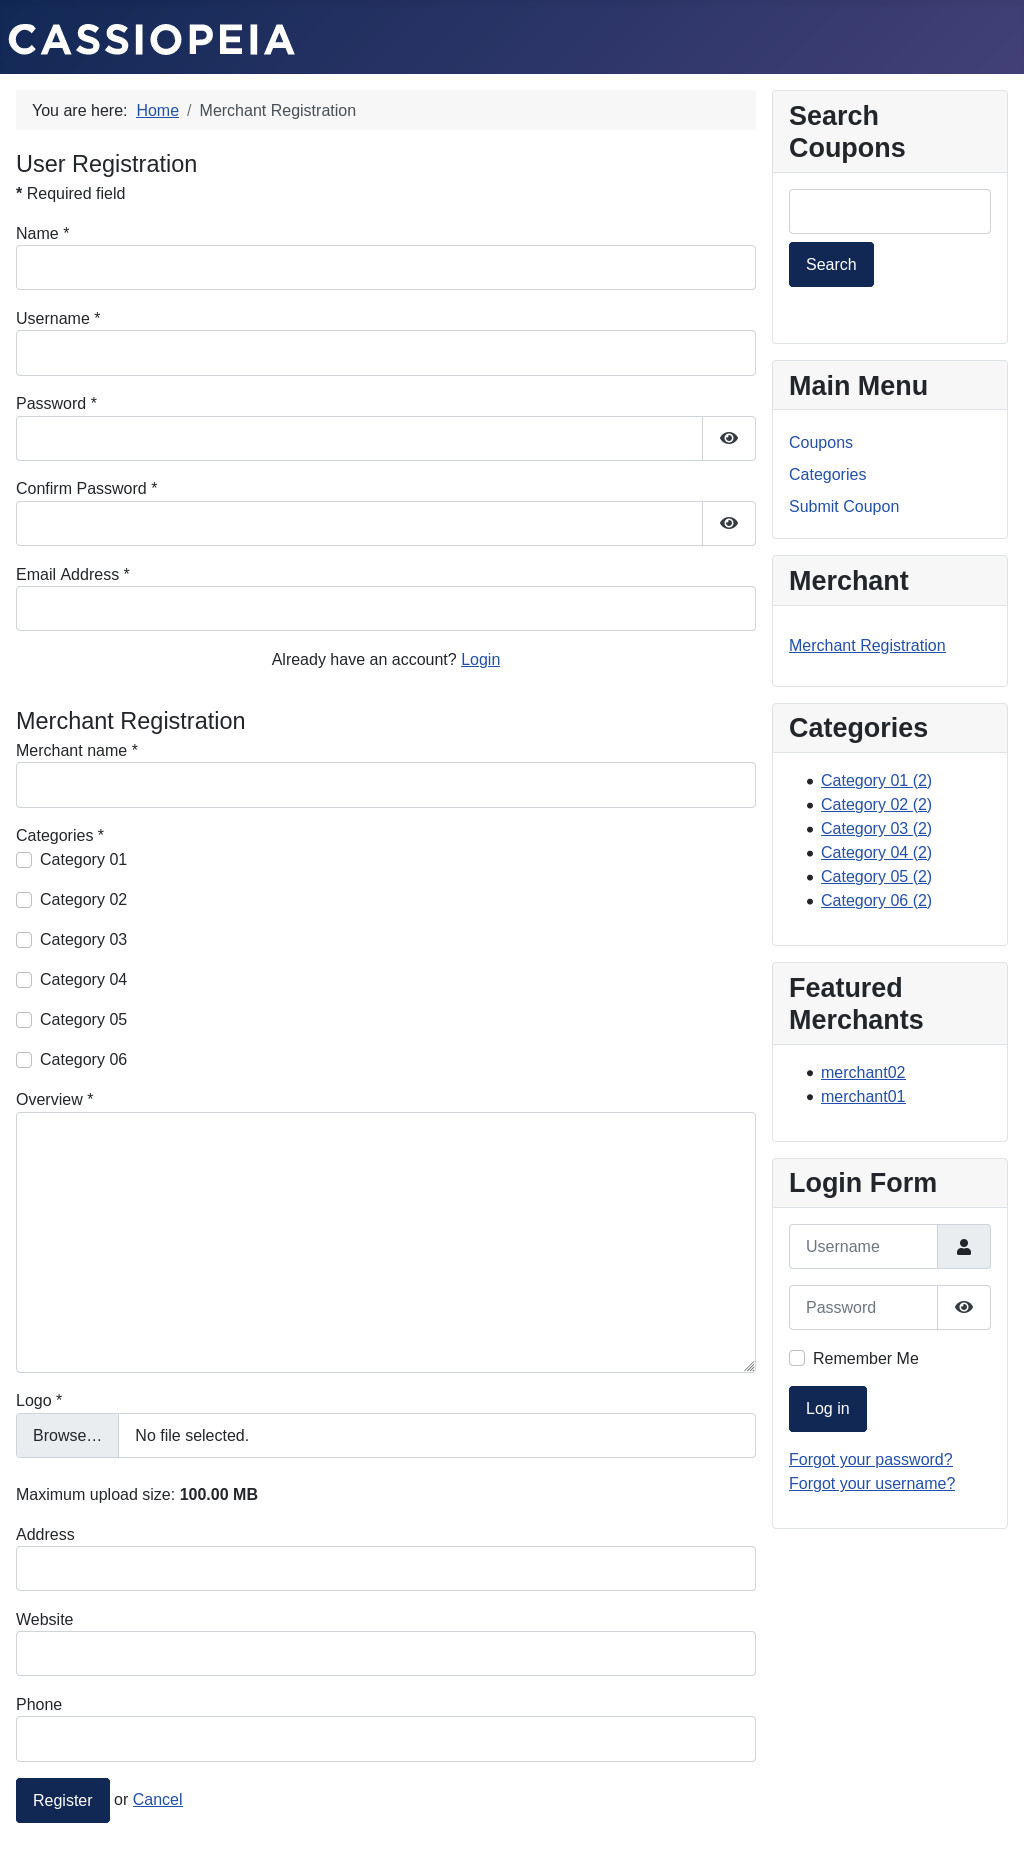 CASSIOPEIA
You are here: Home / Merchant Registration
User Registration
* Required field
Name *
Username *
Password *
Confirm Password *
Email Address *
Already have an account? Login
Merchant Registration
Merchant name *
Categories *
Category 01
Category 02
Category 03
Category 04
Category 05
Category 06
Overview *
Logo *
Browse… No file selected.
Maximum upload size: 100.00 MB
Address
Website
Phone
Register or Cancel
Search
Coupons
Search
Main Menu
Coupons
Categories
Submit Coupon
Merchant
Merchant Registration
Categories
Category 01 (2)
Category 02 (2)
Category 03 (2)
Category 04 (2)
Category 05 (2)
Category 06 (2)
Featured
Merchants
merchant02
merchant01
Login Form
Username
Password
Remember Me
Log in
Forgot your password?
Forgot your username?